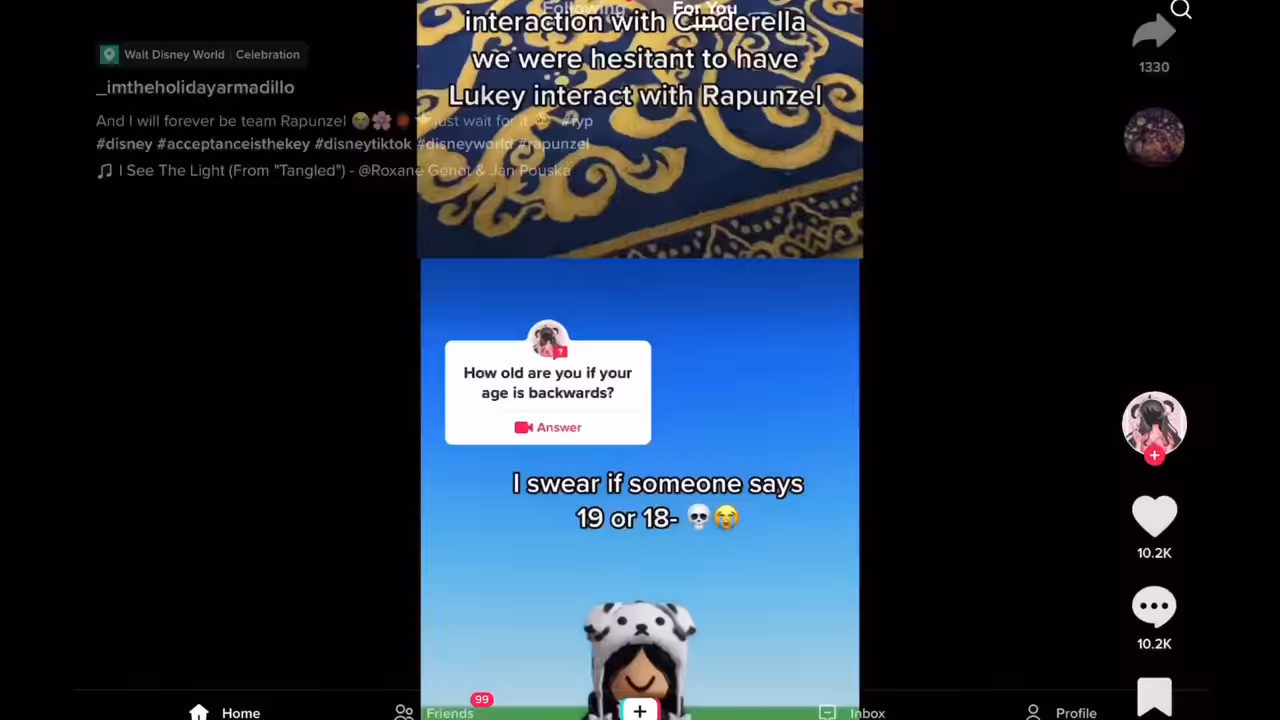 Following For You
interaction with Cinderella
we were hesitant to have
Lukey interact with Rapunzel
1330
Walt Disney World | Celebration
_imtheholidayarmadillo
And I will forever be team Rapunzel 😭🌸 just wait for it #fyp
#disney #acceptanceisthekey #disneytiktok #disneyworld #rapunzel
I See The Light (From "Tangled") - @Roxane Genot & Jan Pouska
How old are you if your
age is backwards?
Answer
I swear if someone says
19 or 18- 💀😭
10.2K
10.2K
99
Home
Friends
Inbox
Profile